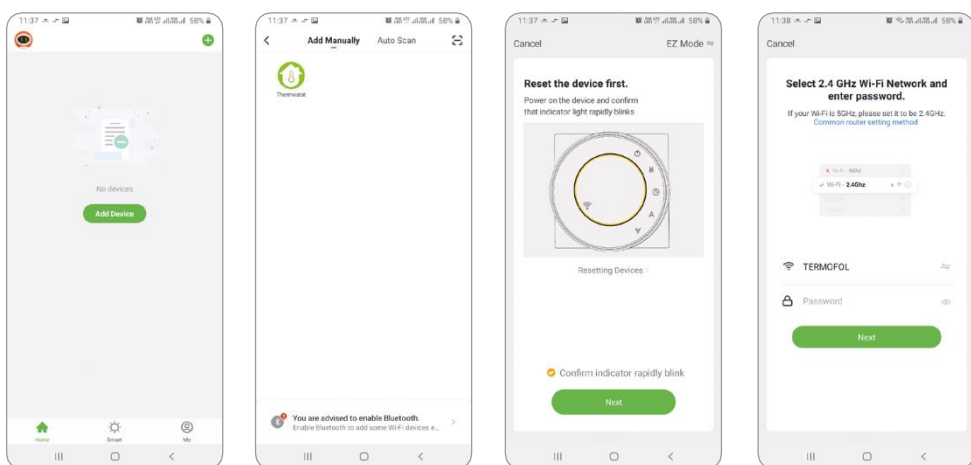 11:37
58%
No devices
Add Device
Home
Smart
Me
11:37
58%
Add Manually
Auto Scan
Thermostat
You are advised to enable Bluetooth.
Enable Bluetooth to add some Wi-Fi devices e...
11:37
58%
Cancel
EZ Mode
Reset the device first.
Power on the device and confirm
that indicator light rapidly blinks
M
A
Resetting Devices >
Confirm indicator rapidly blink
Next
11:38
58%
Cancel
Select 2.4 GHz Wi-Fi Network and
enter password.
If your Wi-Fi is 5GHz, please set it to be 2.4GHz.
Common router setting method
Wi-Fi - 5Ghz
Wi-Fi - 2.4Ghz
TERMOFOL
Password
Next